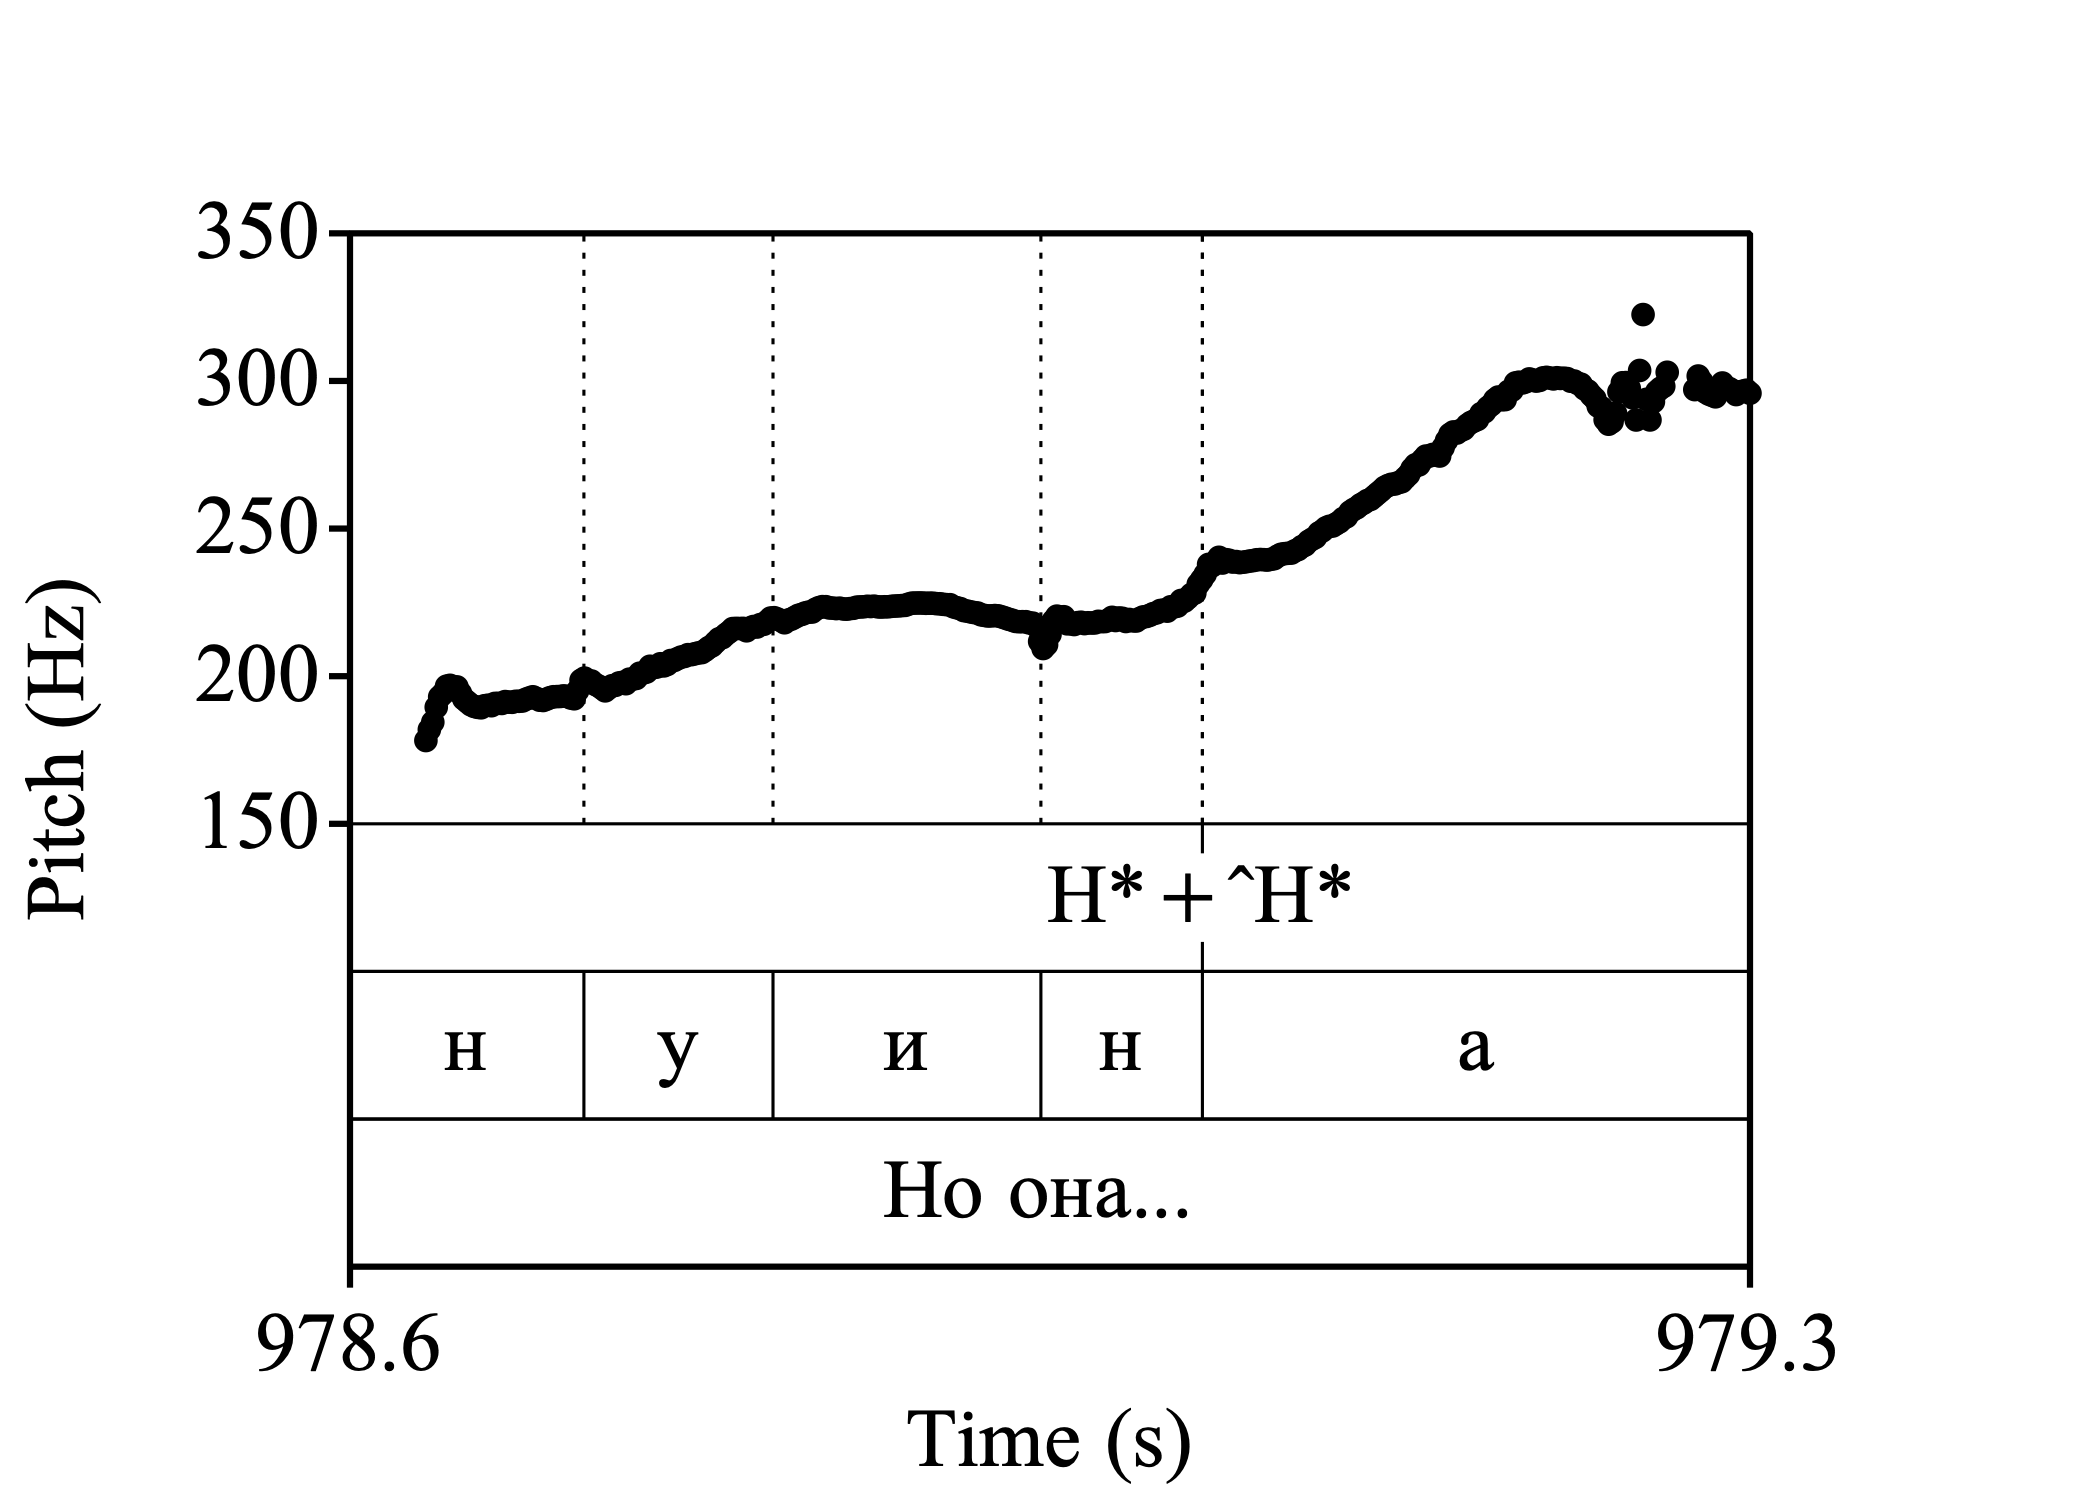 350
300
250
200
150
Pitch (Hz)
H* + ^H*
н у и н а
Но она...
978.6 979.3
Time (s)